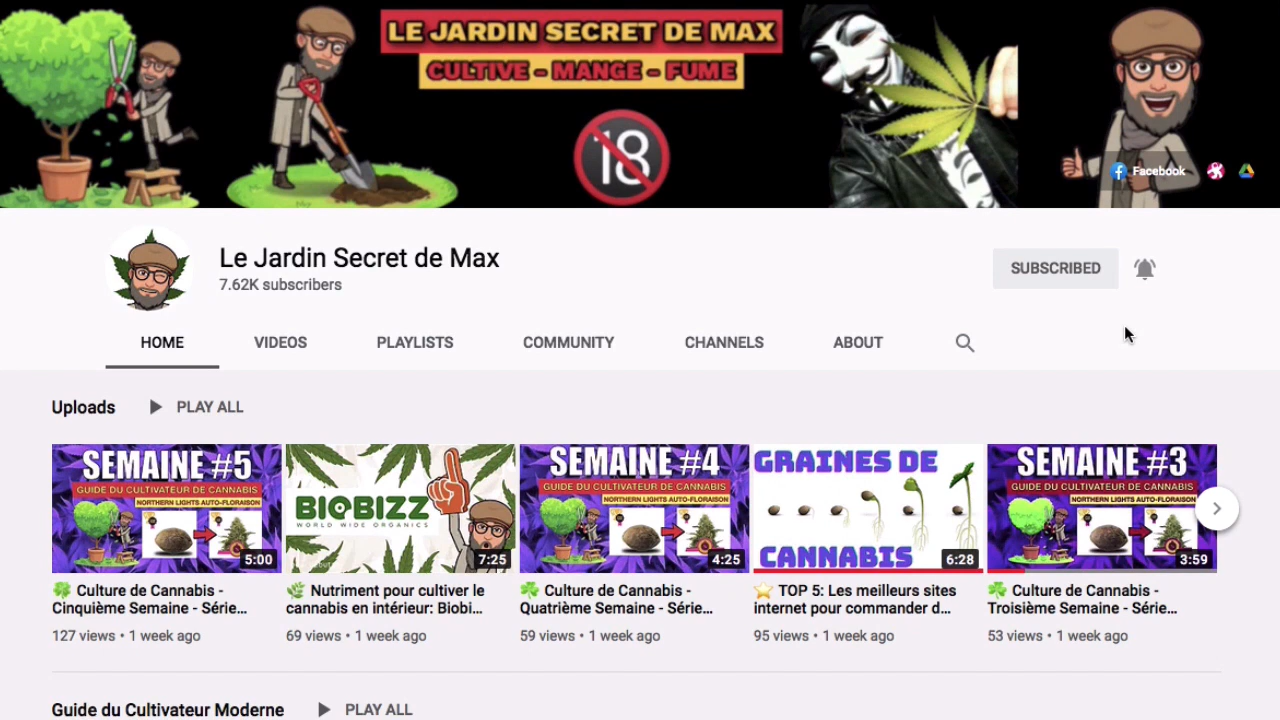 LE JARDIN SECRET DE MAX
CULTIVE - MANGE - FUME
18
Facebook
Le Jardin Secret de Max
7.62K subscribers
SUBSCRIBED
HOME VIDEOS PLAYLISTS COMMUNITY CHANNELS ABOUT
Uploads PLAY ALL
SEMAINE #5
GUIDE DU CULTIVATEUR DE CANNABIS
NORTHERN LIGHTS AUTO-FLORAISON
5:00
BIOBIZZ
WORLD WIDE ORGANICS
7:25
SEMAINE #4
GUIDE DU CULTIVATEUR DE CANNABIS
NORTHERN LIGHTS AUTO-FLORAISON
4:25
GRAINES DE
CANNABIS
6:28
SEMAINE #3
GUIDE DU CULTIVATEUR DE CANNABIS
NORTHERN LIGHTS AUTO-FLORAISON
3:59
🍀 Culture de Cannabis -
Cinquième Semaine - Série...
127 views • 1 week ago
🌿 Nutriment pour cultiver le
cannabis en intérieur: Biobi...
69 views • 1 week ago
☘️ Culture de Cannabis -
Quatrième Semaine - Série...
59 views • 1 week ago
⭐ TOP 5: Les meilleurs sites
internet pour commander d...
95 views • 1 week ago
☘️ Culture de Cannabis -
Troisième Semaine - Série...
53 views • 1 week ago
Guide du Cultivateur Moderne PLAY ALL